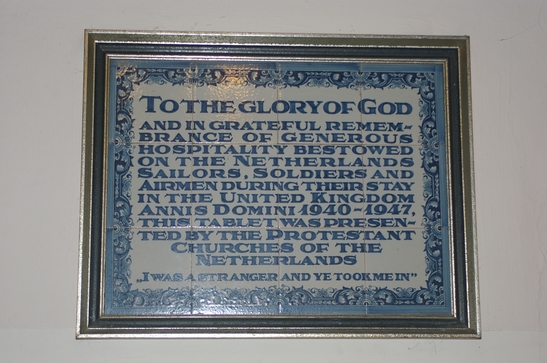 TO THE GLORY OF GOD
AND IN GRATEFUL REMEM-
BRANCE OF GENEROUS
HOSPITALITY BESTOWED
ON THE NETHERLANDS
SAILORS, SOLDIERS AND
AIRMEN DURING THEIR STAY
IN THE UNITED KINGDOM
ANNIS DOMINI 1940-1947,
THIS TABLET WAS PRESEN-
TED BY THE PROTESTANT
CHURCHES OF THE
NETHERLANDS
„I WAS A STRANGER AND YE TOOK ME IN”